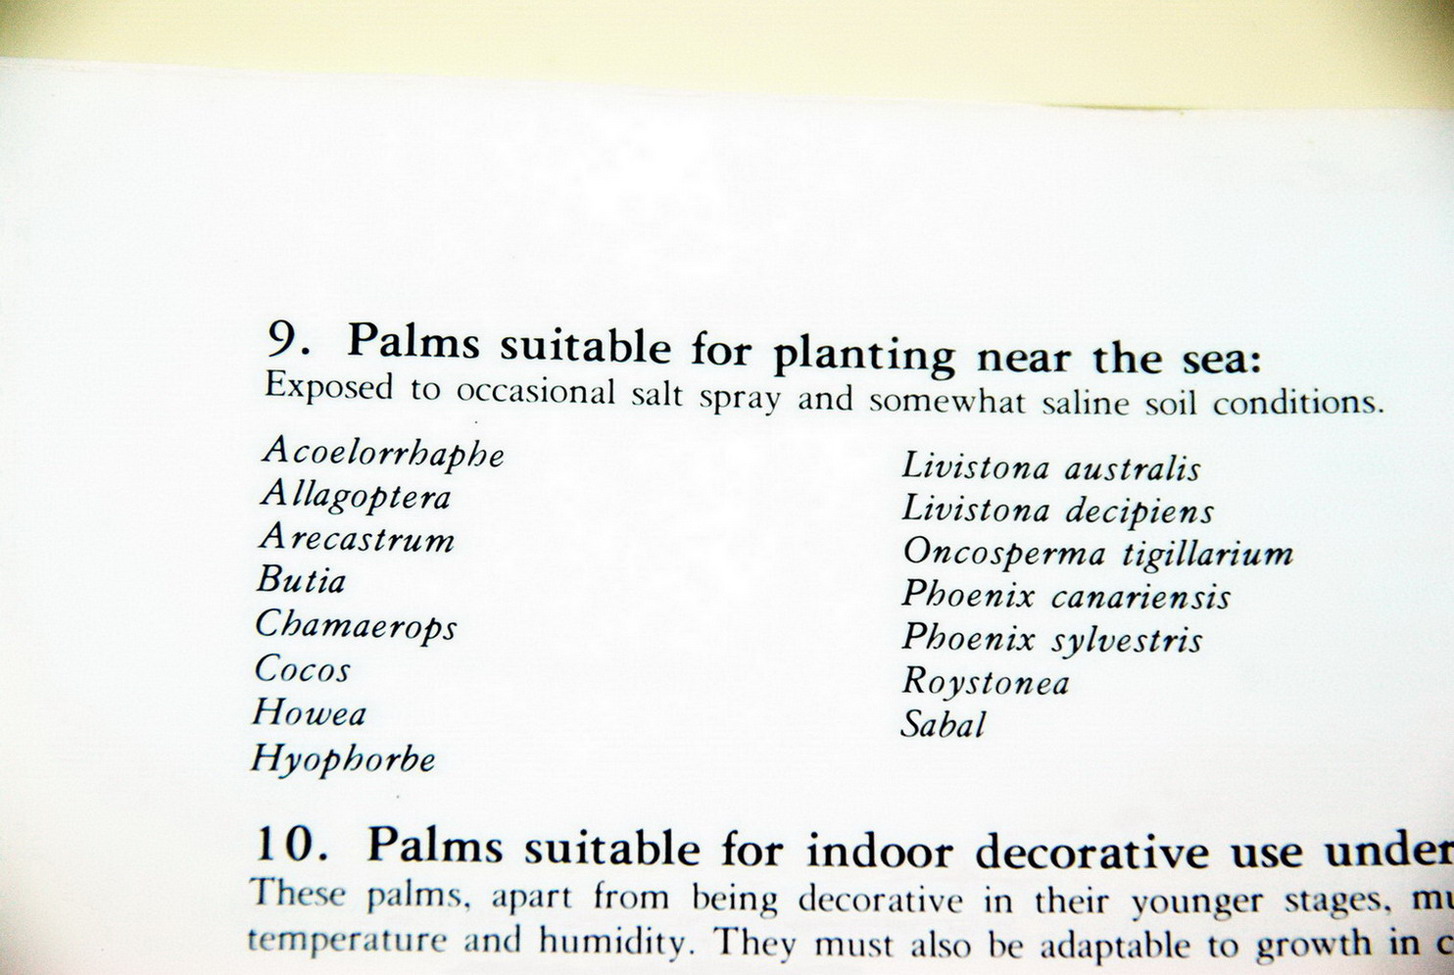 9. Palms suitable for planting near the sea:
Exposed to occasional salt spray and somewhat saline soil conditions.
Acoelorrhaphe
Allagoptera
Arecastrum
Butia
Chamaerops
Cocos
Howea
Hyophorbe
Livistona australis
Livistona decipiens
Oncosperma tigillarium
Phoenix canariensis
Phoenix sylvestris
Roystonea
Sabal
10. Palms suitable for indoor decorative use under
These palms, apart from being decorative in their younger stages,
temperature and humidity. They must also be adaptable to growth in